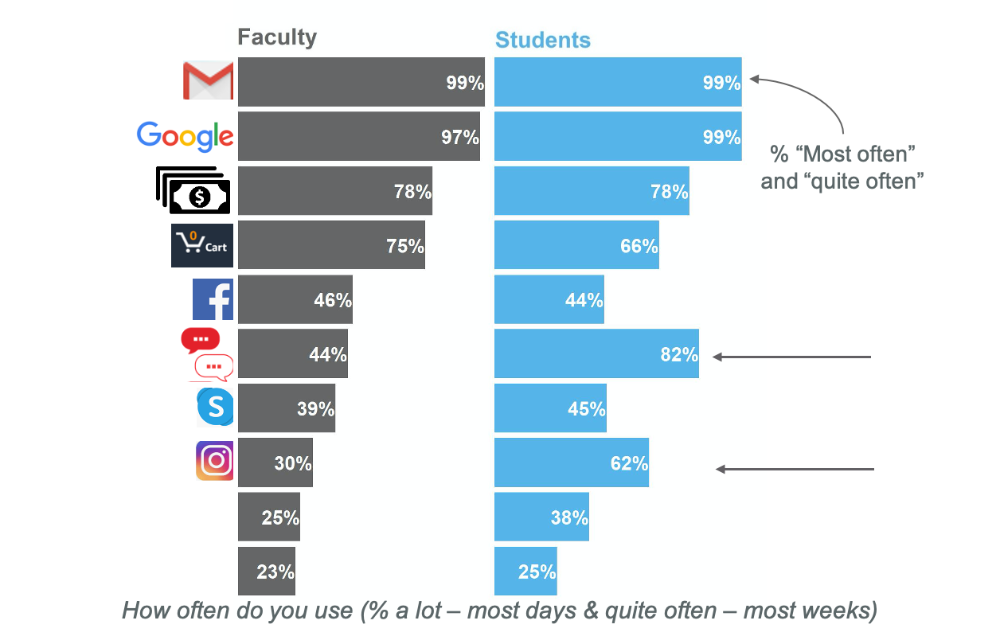 Faculty
Students
99%
99%
Google
97%
99%
% “Most often”
and “quite often”
$
78%
78%
0
Cart
75%
66%
f
46%
44%
44%
82%
S
39%
45%
30%
62%
25%
38%
23%
25%
How often do you use (% a lot – most days & quite often – most weeks)